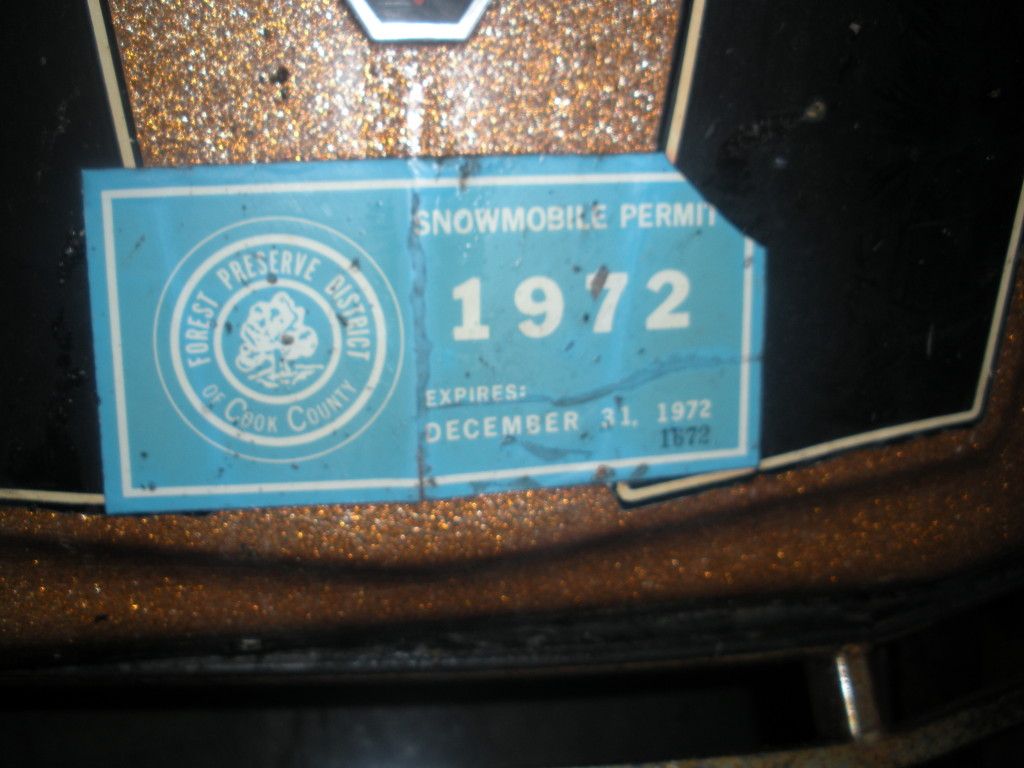 FOREST PRESERVE DISTRICT
OF COOK COUNTY
SNOWMOBILE PERMIT
1972
EXPIRES:
DECEMBER 31, 1972
1672